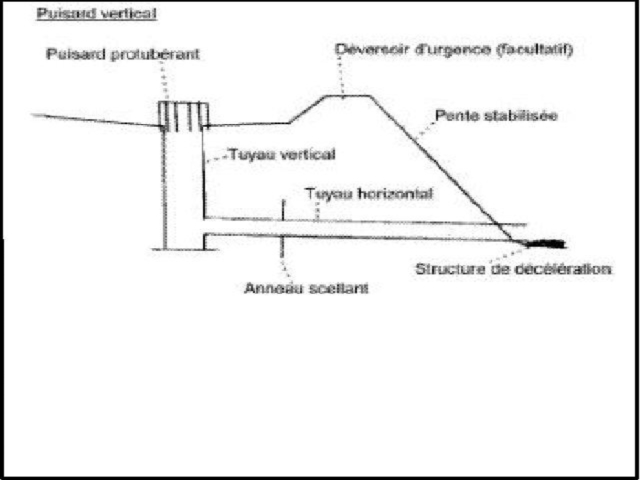 Puisard vertical
Puisard protubérant
Déversoir d'urgence (facultatif)
Pente stabilisée
Tuyau vertical
Tuyau horizontal
Structure de décélération
Anneau scellant